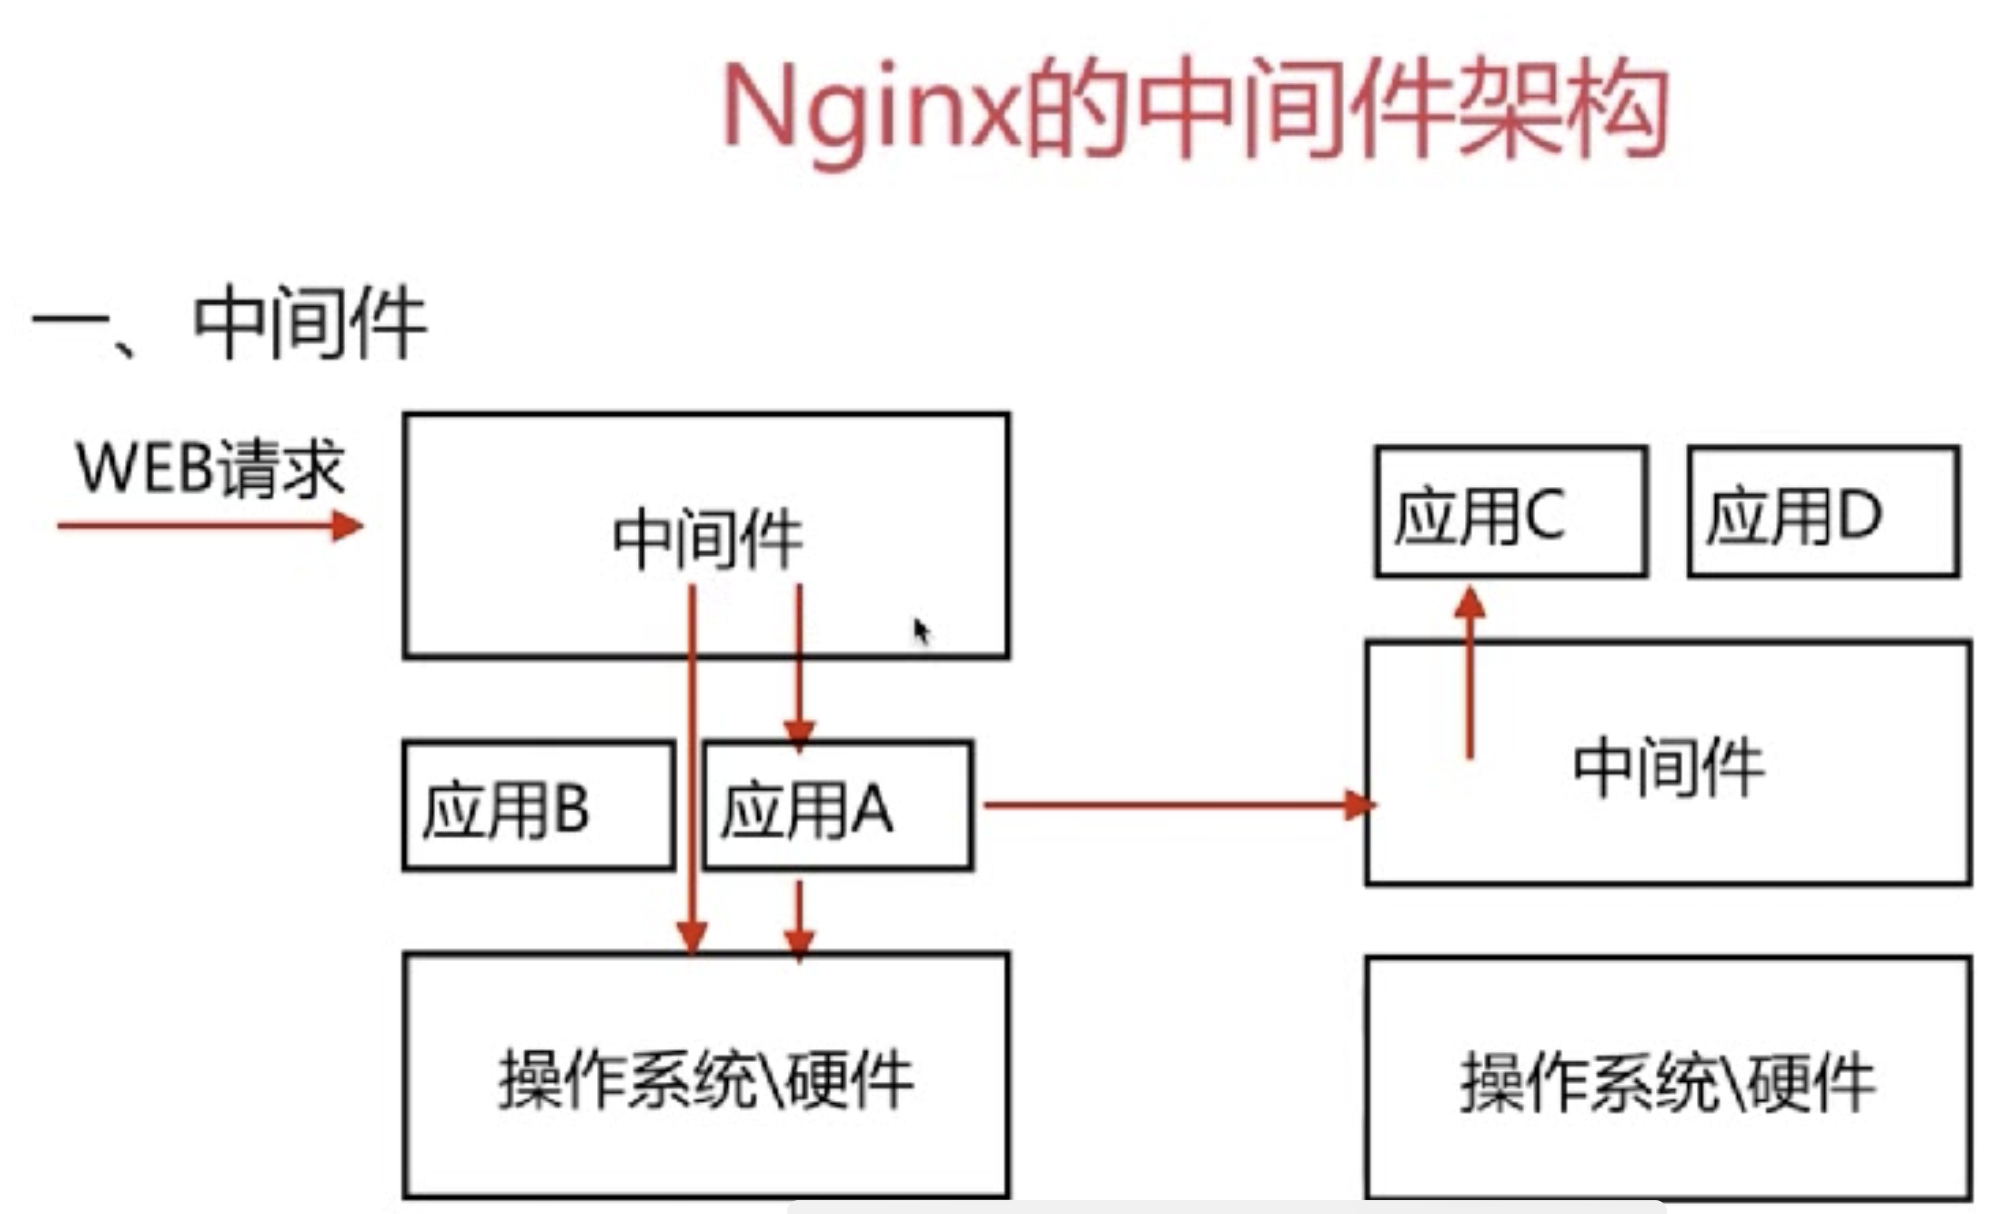 Nginx的中间件架构
一、中间件
WEB请求
中间件
应用B
应用A
操作系统\硬件
应用C
应用D
中间件
操作系统\硬件